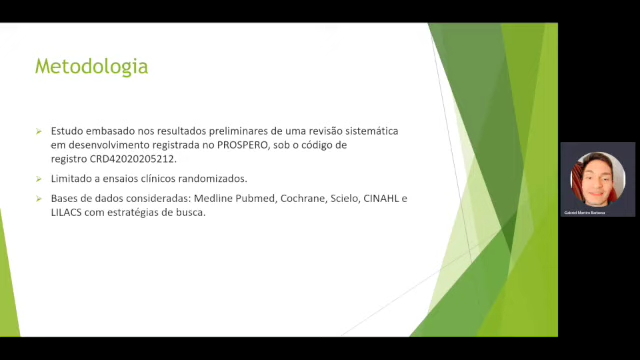 Metodologia
Estudo embasado nos resultados preliminares de uma revisão sistemática
em desenvolvimento registrada no PROSPERO, sob o código de
registro CRD42020205212.
Limitado a ensaios clínicos randomizados.
Bases de dados consideradas: Medline Pubmed, Cochrane, Scielo, CINAHL e
LILACS com estratégias de busca.
Gabriel Barbosa